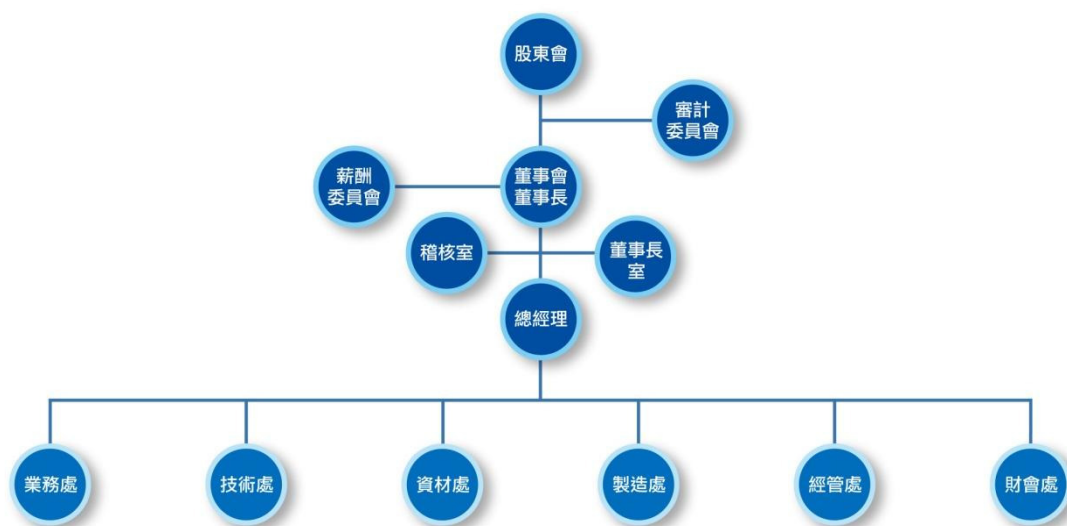 股東會
審計
委員會
薪酬
委員會
董事會
董事長
稽核室
董事長
室
總經理
業務處
技術處
資材處
製造處
經管處
財會處